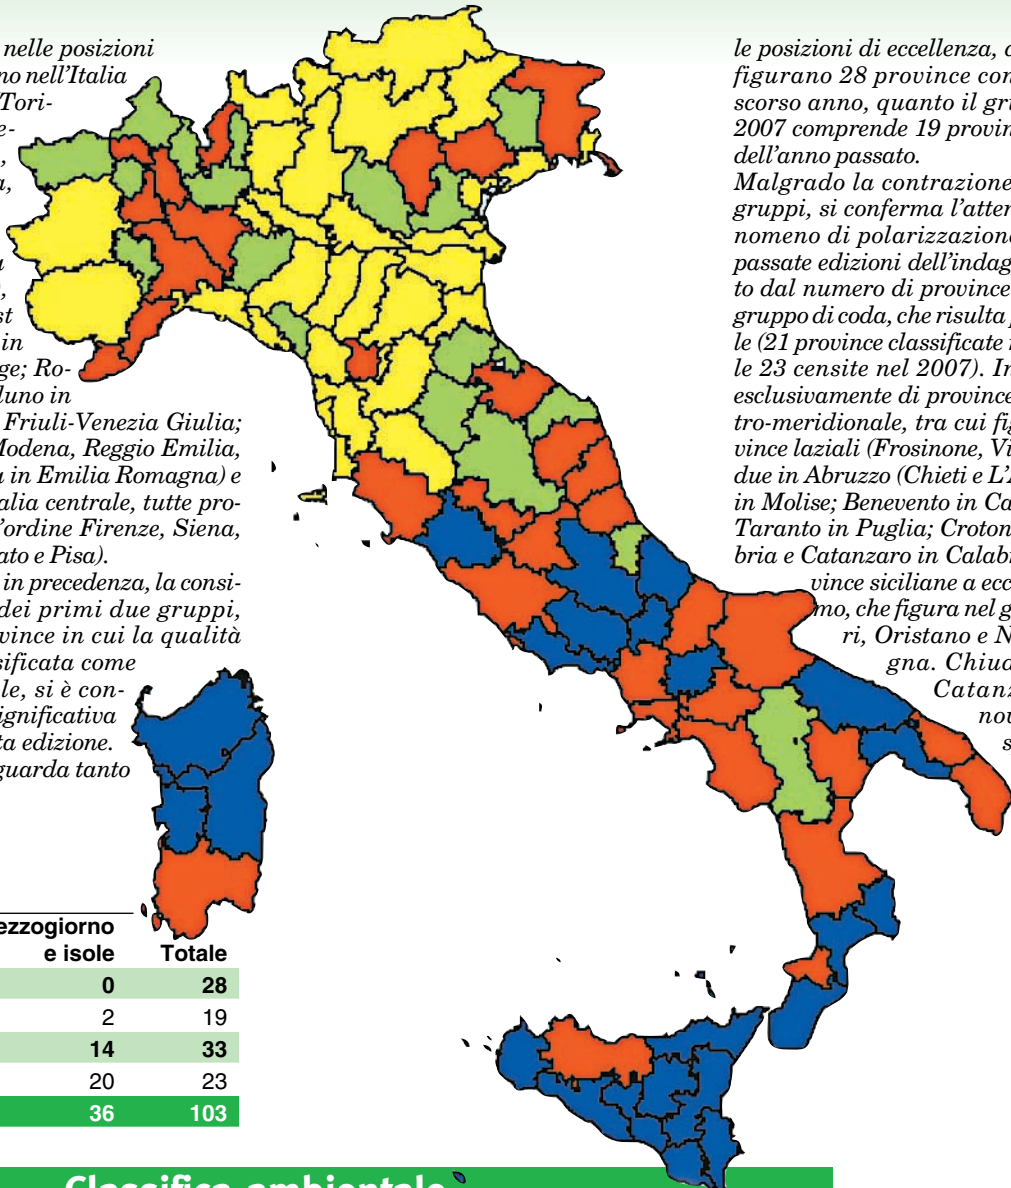 nelle posizioni
no nell'Italia
Tori-
e-
,
a,
a
,
st
in
ge; Ro-
luno in
Friuli-Venezia Giulia;
Modena, Reggio Emilia,
a in Emilia Romagna) e
alia centrale, tutte pro-
l'ordine Firenze, Siena,
ato e Pisa).
in precedenza, la consi-
dei primi due gruppi,
vince in cui la qualità
sificata come
le, si è con-
ignificativa
ta edizione.
guarda tanto
le posizioni di eccellenza, c
figurano 28 province con
scorso anno, quanto il gru
2007 comprende 19 provin
dell'anno passato.
Malgrado la contrazione
gruppi, si conferma l'atten
nomeno di polarizzazion
passate edizioni dell'indag
to dal numero di province
gruppo di coda, che risulta p
le (21 province classificate i
le 23 censite nel 2007). In
esclusivamente di province
tro-meridionale, tra cui fig
vince laziali (Frosinone, Vi
due in Abruzzo (Chieti e L'A
in Molise; Benevento in Ca
Taranto in Puglia; Croton
bria e Catanzaro in Calab
vince siciliane a ecc
mo, che figura nel g
ri, Oristano e N
gna. Chiud
Catanz
nov
s
ezzogiorno
e isole Totale
0 28
2 19
14 33
20 23
36 103
Classifica ambientale